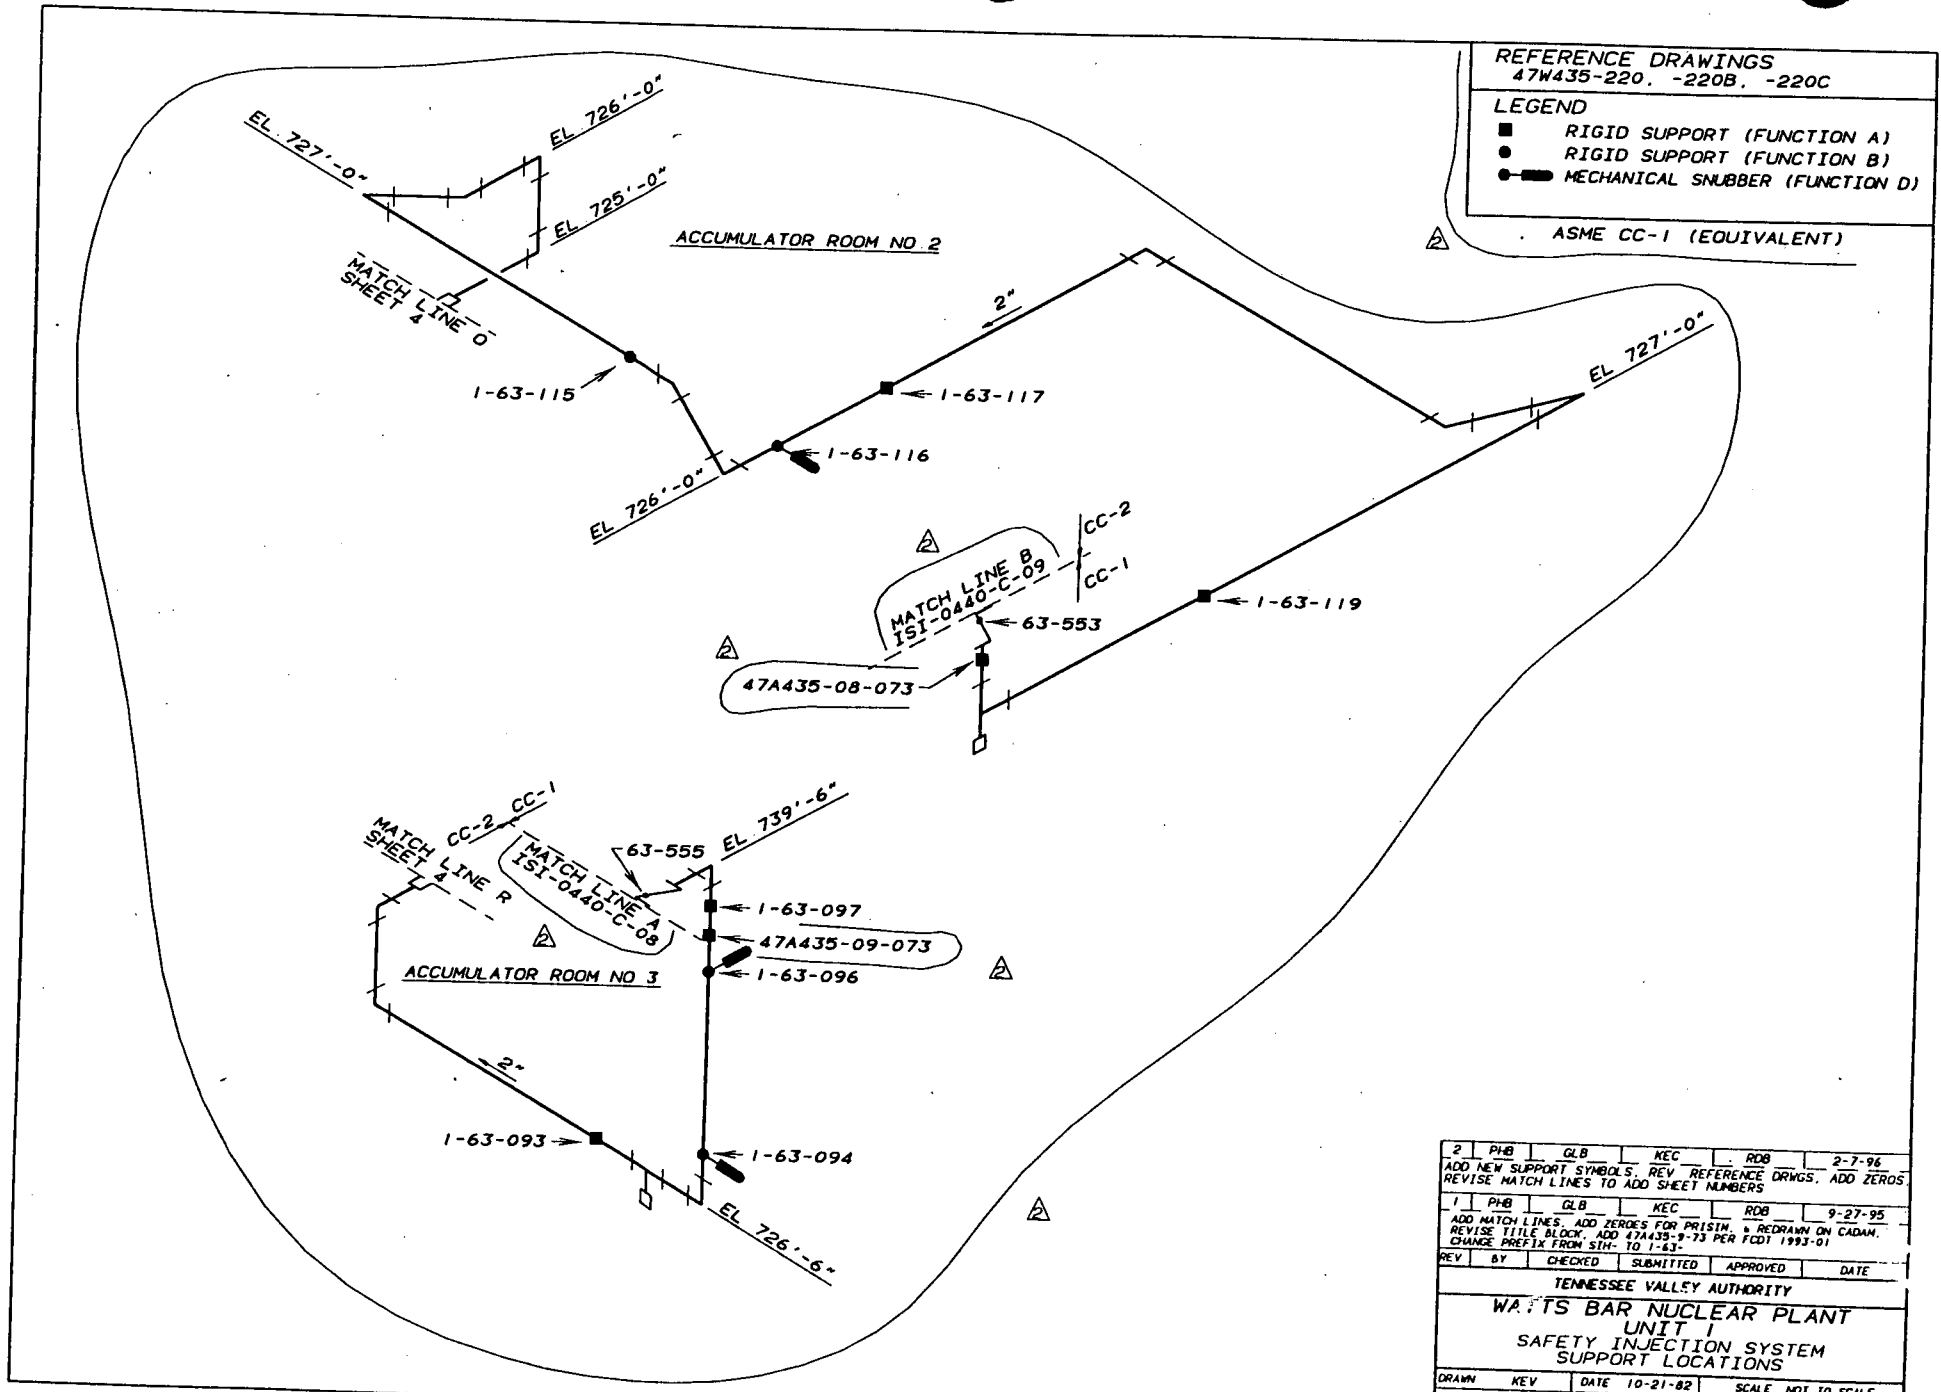 REFERENCE DRAWINGS
47W435-220, -220B, -220C
LEGEND
RIGID SUPPORT (FUNCTION A)
RIGID SUPPORT (FUNCTION B)
MECHANICAL SNUBBER (FUNCTION D)
2
ASME CC-1 (EQUIVALENT)
EL 726'-0"
EL 727'-0"
EL 725'-0"
ACCUMULATOR ROOM NO 2
MATCH LINE O
SHEET 4
2"
EL 727'-0"
1-63-115
1-63-117
1-63-116
EL 726'-0"
CC-2
CC-1
2
MATCH LINE B
ISI-0440-C-09
63-553
1-63-119
2
47A435-08-073
CC-2 CC-1
EL 739'-6"
MATCH LINE R
SHEET 4
MATCH LINE A
ISI-0440-C-08
63-555
1-63-097
2
47A435-09-073
2
ACCUMULATOR ROOM NO 3
1-63-096
2"
1-63-093
1-63-094
2
EL 726'-6"
2 PHB GLB KEC RDB 2-7-96
ADD NEW SUPPORT SYMBOLS, REV REFERENCE DRWGS, ADD ZEROS,
REVISE MATCH LINES TO ADD SHEET NUMBERS
1 PHB GLB KEC RDB 9-27-95
ADD MATCH LINES, ADD ZEROES FOR PRISIM, & REDRAWN ON CADAM.
REVISE TITLE BLOCK, ADD 47A435-9-73 PER FCDT 1993-01
CHANGE PREFIX FROM SIH- TO 1-63-
REV BY CHECKED SUBMITTED APPROVED DATE
TENNESSEE VALLEY AUTHORITY
WATTS BAR NUCLEAR PLANT
UNIT 1
SAFETY INJECTION SYSTEM
SUPPORT LOCATIONS
DRAWN KEV DATE 10-21-82 SCALE NOT TO SCALE